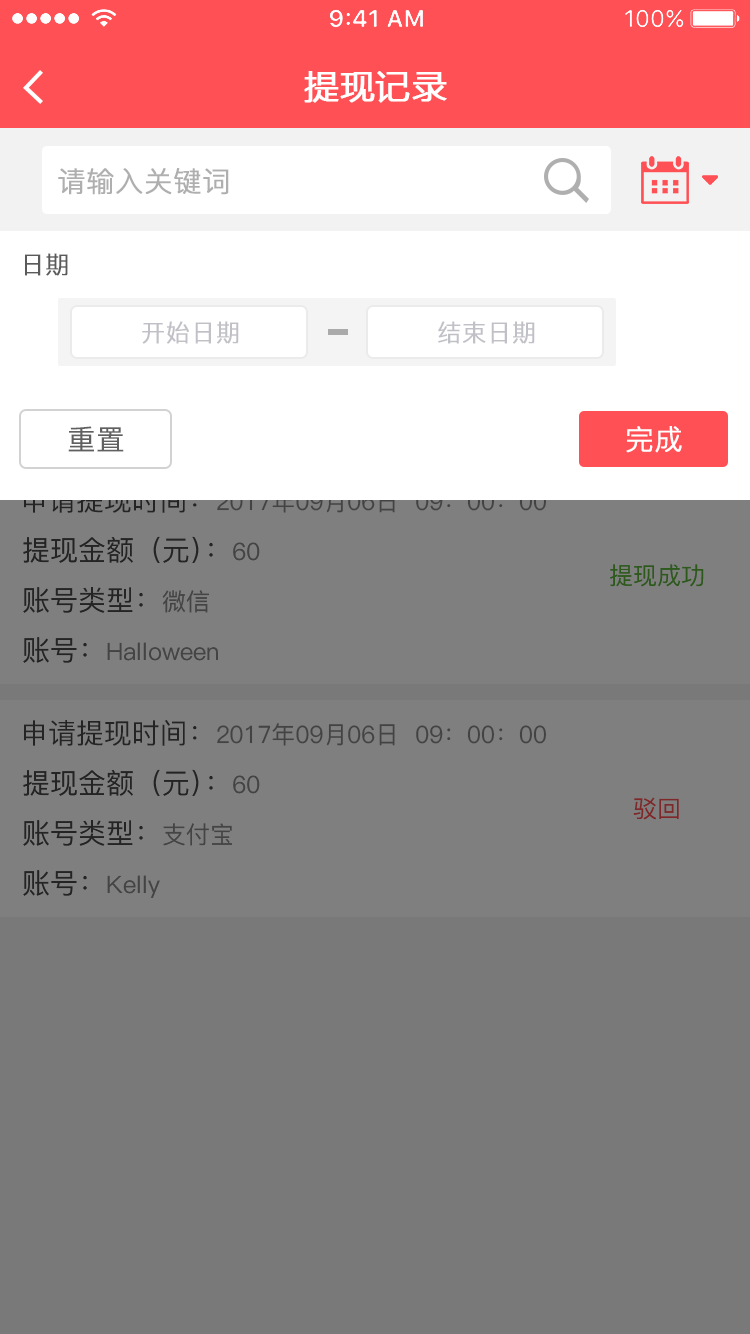 9:41 AM 100%
提现记录
请输入关键词
日期
开始日期 结束日期
重置 完成
申请提现时间：2017年09月06日 09：00：00
提现金额（元）：60
提现成功
账号类型：微信
账号：Halloween
申请提现时间：2017年09月06日 09：00：00
提现金额（元）：60
驳回
账号类型：支付宝
账号：Kelly